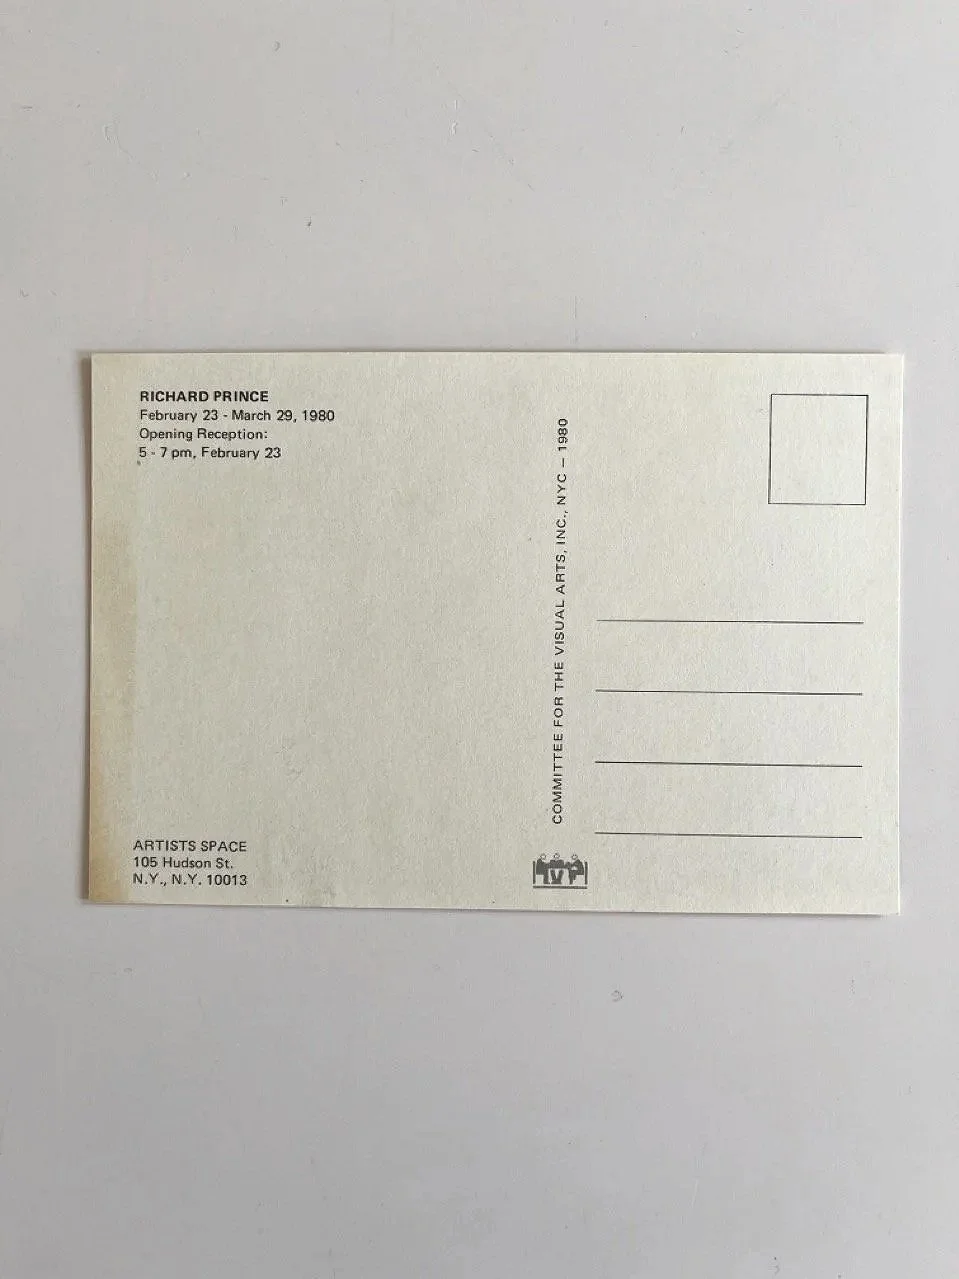 RICHARD PRINCE
February 23 - March 29, 1980
Opening Reception:
5 - 7 pm, February 23
ARTISTS SPACE
105 Hudson St.
N.Y., N.Y. 10013
COMMITTEE FOR THE VISUAL ARTS, INC., NYC — 1980